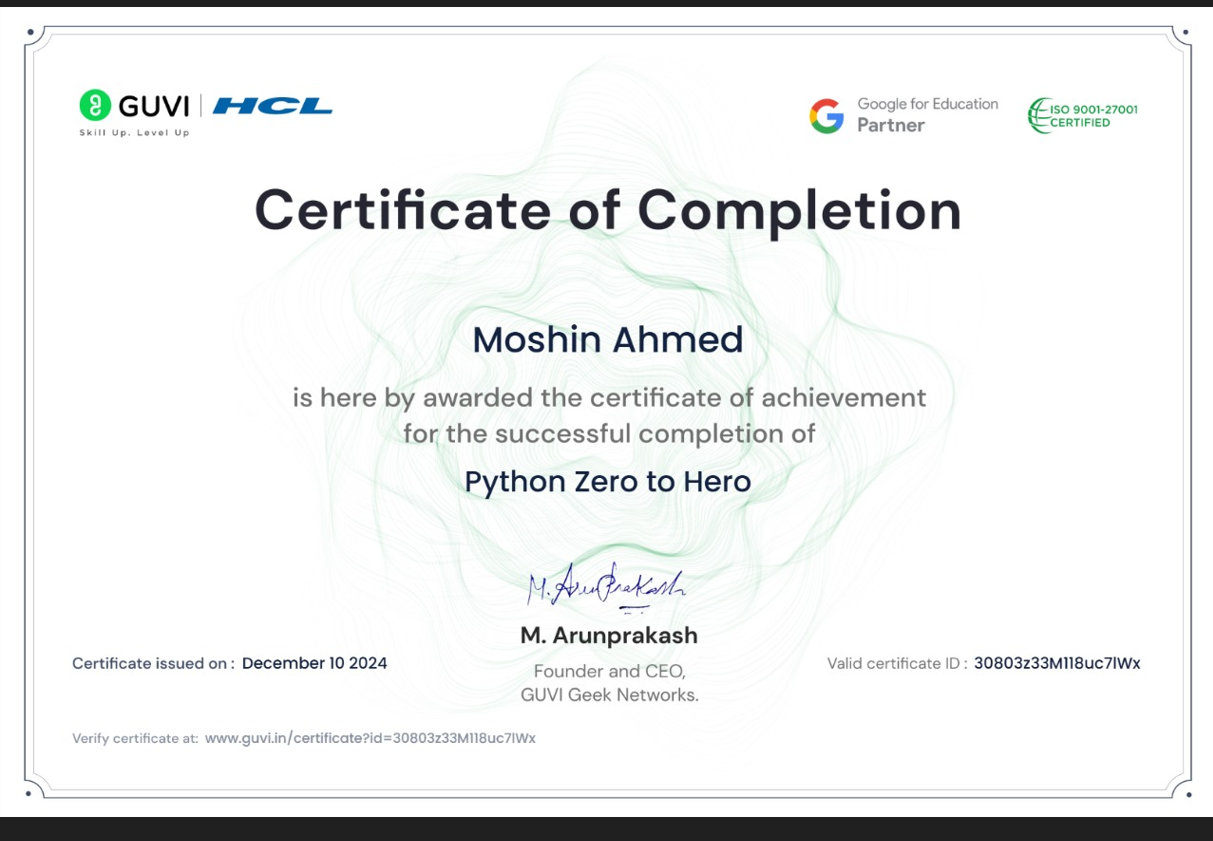 GUVI | HCL
Skill Up. Level Up
Google for Education
Partner
ISO 9001-27001
CERTIFIED
Certificate of Completion
Moshin Ahmed
is here by awarded the certificate of achievement
for the successful completion of
Python Zero to Hero
M. Arunprakash
M. Arunprakash
Founder and CEO,
GUVI Geek Networks.
Certificate issued on : December 10 2024
Valid certificate ID : 30803z33M118uc7lWx
Verify certificate at: www.guvi.in/certificate?id=30803z33M118uc7lWx